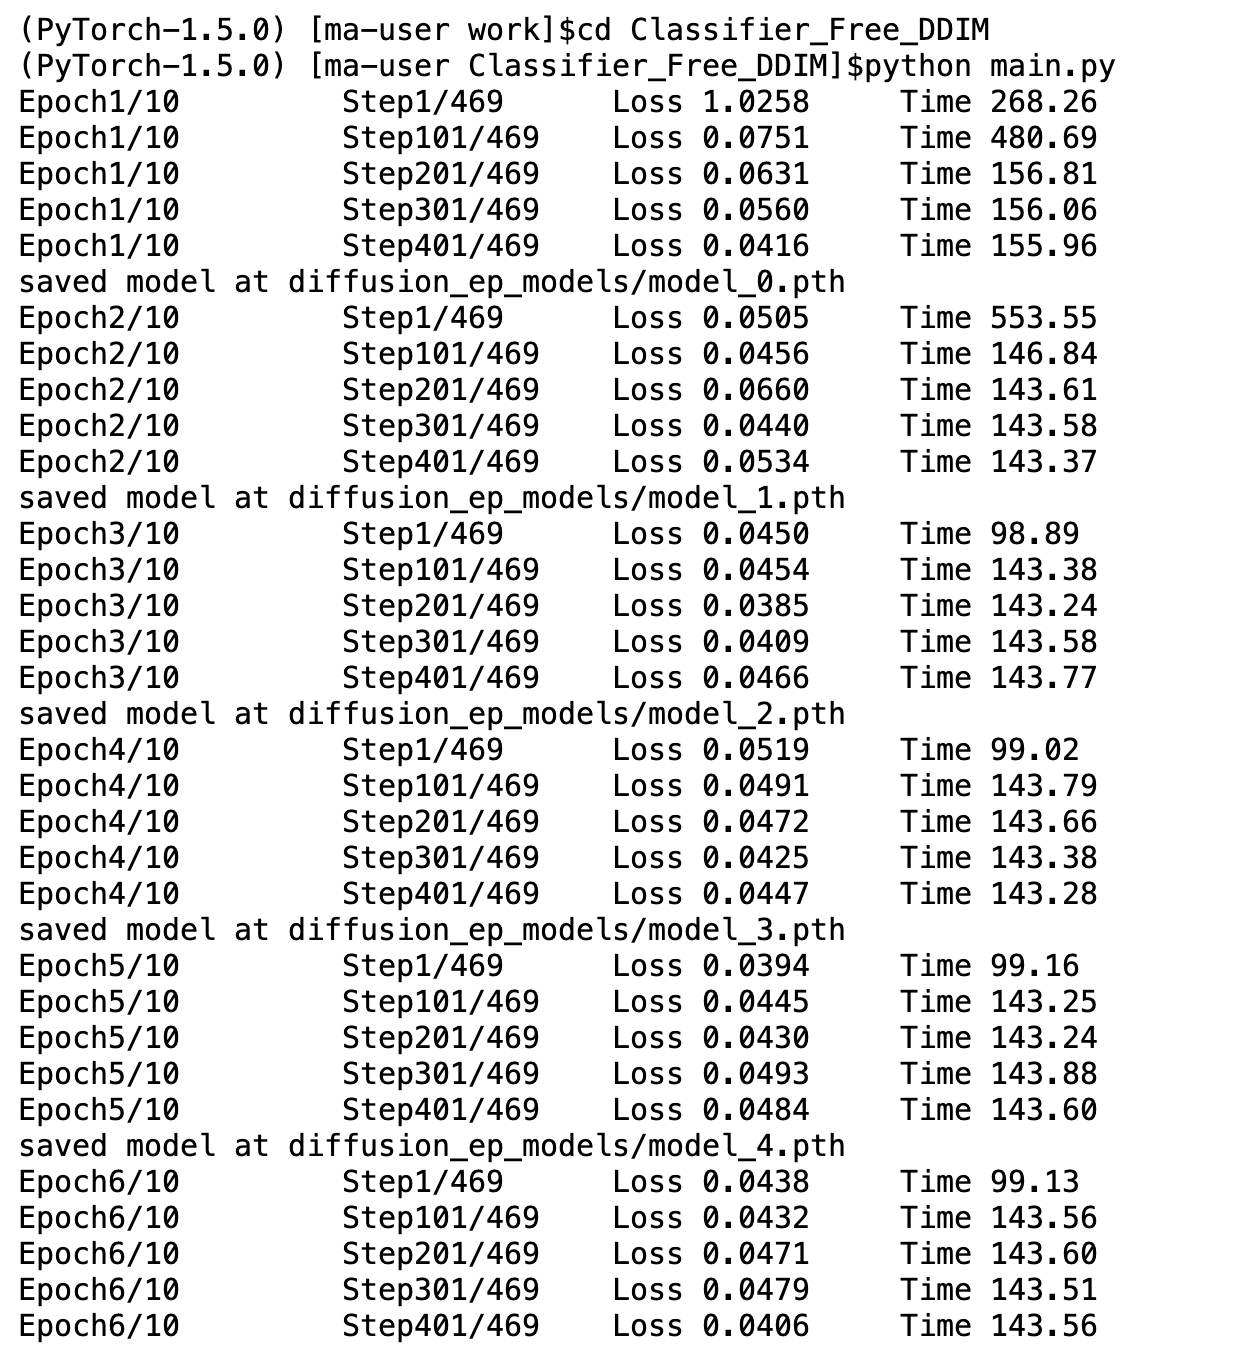 (PyTorch-1.5.0) [ma-user work]$cd Classifier_Free_DDIM
(PyTorch-1.5.0) [ma-user Classifier_Free_DDIM]$python main.py
Epoch1/10 Step1/469 Loss 1.0258 Time 268.26
Epoch1/10 Step101/469 Loss 0.0751 Time 480.69
Epoch1/10 Step201/469 Loss 0.0631 Time 156.81
Epoch1/10 Step301/469 Loss 0.0560 Time 156.06
Epoch1/10 Step401/469 Loss 0.0416 Time 155.96
saved model at diffusion_ep_models/model_0.pth
Epoch2/10 Step1/469 Loss 0.0505 Time 553.55
Epoch2/10 Step101/469 Loss 0.0456 Time 146.84
Epoch2/10 Step201/469 Loss 0.0660 Time 143.61
Epoch2/10 Step301/469 Loss 0.0440 Time 143.58
Epoch2/10 Step401/469 Loss 0.0534 Time 143.37
saved model at diffusion_ep_models/model_1.pth
Epoch3/10 Step1/469 Loss 0.0450 Time 98.89
Epoch3/10 Step101/469 Loss 0.0454 Time 143.38
Epoch3/10 Step201/469 Loss 0.0385 Time 143.24
Epoch3/10 Step301/469 Loss 0.0409 Time 143.58
Epoch3/10 Step401/469 Loss 0.0466 Time 143.77
saved model at diffusion_ep_models/model_2.pth
Epoch4/10 Step1/469 Loss 0.0519 Time 99.02
Epoch4/10 Step101/469 Loss 0.0491 Time 143.79
Epoch4/10 Step201/469 Loss 0.0472 Time 143.66
Epoch4/10 Step301/469 Loss 0.0425 Time 143.38
Epoch4/10 Step401/469 Loss 0.0447 Time 143.28
saved model at diffusion_ep_models/model_3.pth
Epoch5/10 Step1/469 Loss 0.0394 Time 99.16
Epoch5/10 Step101/469 Loss 0.0445 Time 143.25
Epoch5/10 Step201/469 Loss 0.0430 Time 143.24
Epoch5/10 Step301/469 Loss 0.0493 Time 143.88
Epoch5/10 Step401/469 Loss 0.0484 Time 143.60
saved model at diffusion_ep_models/model_4.pth
Epoch6/10 Step1/469 Loss 0.0438 Time 99.13
Epoch6/10 Step101/469 Loss 0.0432 Time 143.56
Epoch6/10 Step201/469 Loss 0.0471 Time 143.60
Epoch6/10 Step301/469 Loss 0.0479 Time 143.51
Epoch6/10 Step401/469 Loss 0.0406 Time 143.56